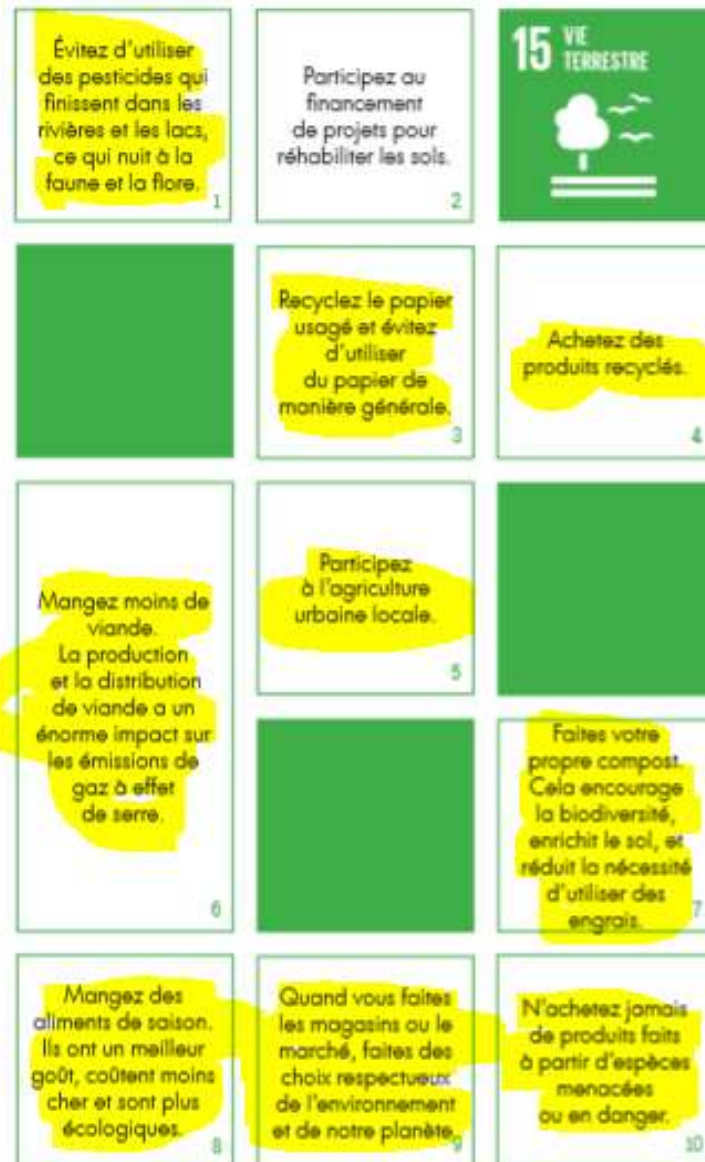 Évitez d'utiliser
des pesticides qui
finissent dans les
rivières et les lacs,
ce qui nuit à la
faune et la flore.
1
Participez au
financement
de projets pour
réhabiliter les sols.
2
15 VIE
TERRESTRE
Recyclez le papier
usagé et évitez
d'utiliser
du papier de
manière générale.
3
Achetez des
produits recyclés.
4
Mangez moins de
viande.
La production
et la distribution
de viande a un
énorme impact sur
les émissions de
gaz à effet
de serre.
6
Participez
à l'agriculture
urbaine locale.
5
Faites votre
propre compost.
Cela encourage
la biodiversité,
enrichit le sol, et
réduit la nécessité
d'utiliser des
engrais.
7
Mangez des
aliments de saison.
Ils ont un meilleur
goût, coûtent moins
cher et sont plus
écologiques.
8
Quand vous faites
les magasins ou le
marché, faites des
choix respectueux
de l'environnement
et de notre planète.
9
N'achetez jamais
de produits faits
à partir d'espèces
menacées
ou en danger.
10